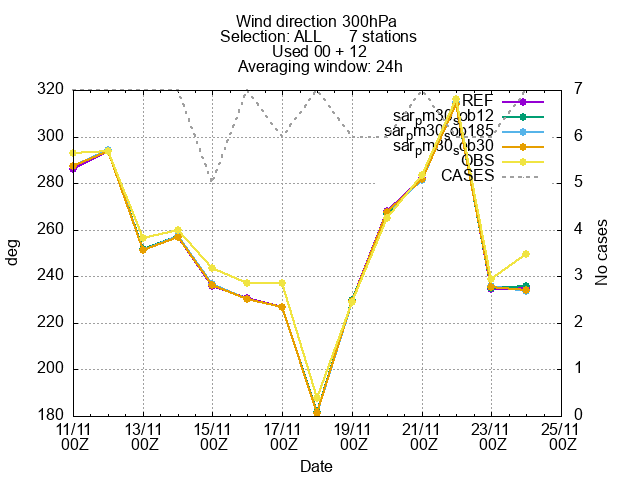 Wind direction 300hPa
Selection: ALL 7 stations
Used 00 + 12
Averaging window: 24h
320 7
REF
sar_pm30_sob12
300 6
sar_pm30_sob185
sar_pm30_sob30
OBS
280 5
CASES
260 4
deg
No cases
240 3
220 2
200 1
180 0
11/11 13/11 15/11 17/11 19/11 21/11 23/11 25/11
00Z 00Z 00Z 00Z 00Z 00Z 00Z 00Z
Date